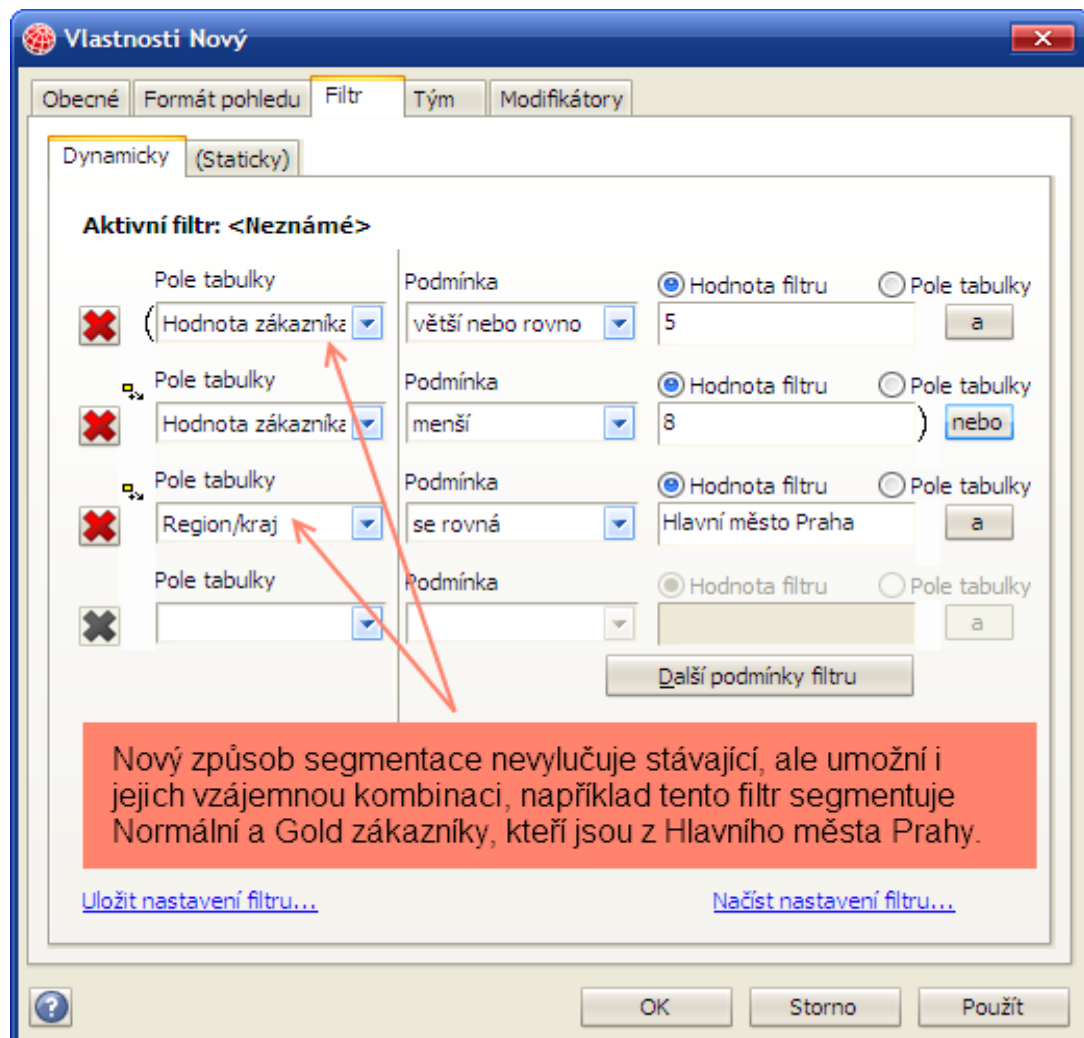 Vlastnosti Nový
Obecné Formát pohledu Filtr Tým Modifikátory
Dynamicky (Staticky)
Aktivní filtr: <Neznámé>
Pole tabulky Podmínka Hodnota filtru Pole tabulky
( Hodnota zákazníka větší nebo rovno 5 a
Pole tabulky Podmínka Hodnota filtru Pole tabulky
Hodnota zákazníka menší 8 ) nebo
Pole tabulky Podmínka Hodnota filtru Pole tabulky
Region/kraj se rovná Hlavní město Praha a
Pole tabulky Podmínka Hodnota filtru Pole tabulky
a
Další podmínky filtru
Nový způsob segmentace nevylučuje stávající, ale umožní i
jejich vzájemnou kombinaci, například tento filtr segmentuje
Normální a Gold zákazníky, kteří jsou z Hlavního města Prahy.
Uložit nastavení filtru... Načíst nastavení filtru...
? OK Storno Použít